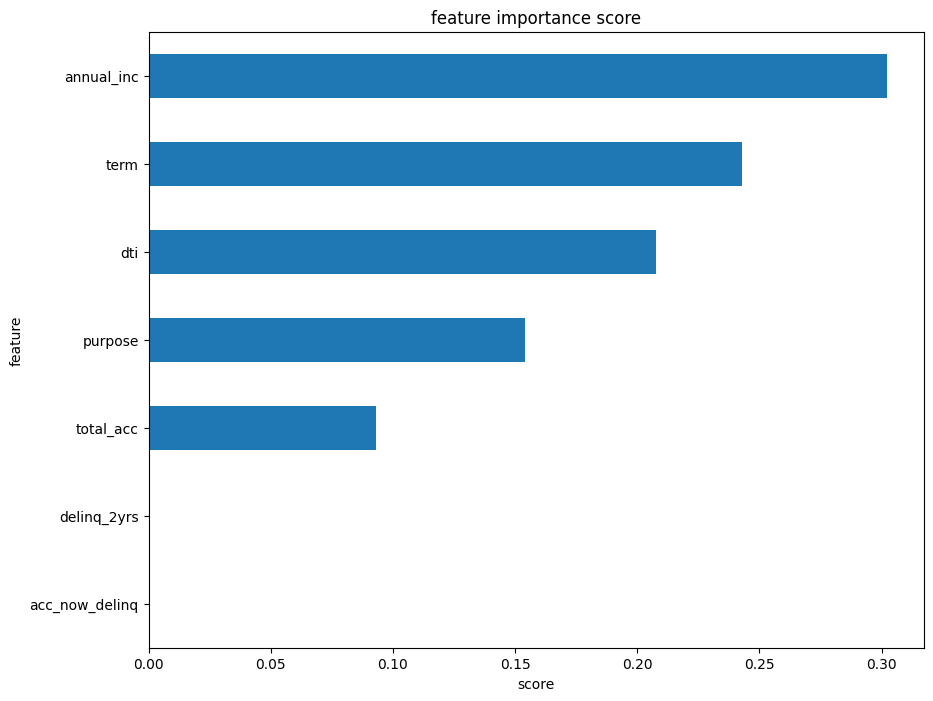 feature importance score
annual_inc
term
dti
purpose
total_acc
delinq_2yrs
acc_now_delinq
feature
0.00 0.05 0.10 0.15 0.20 0.25 0.30
score